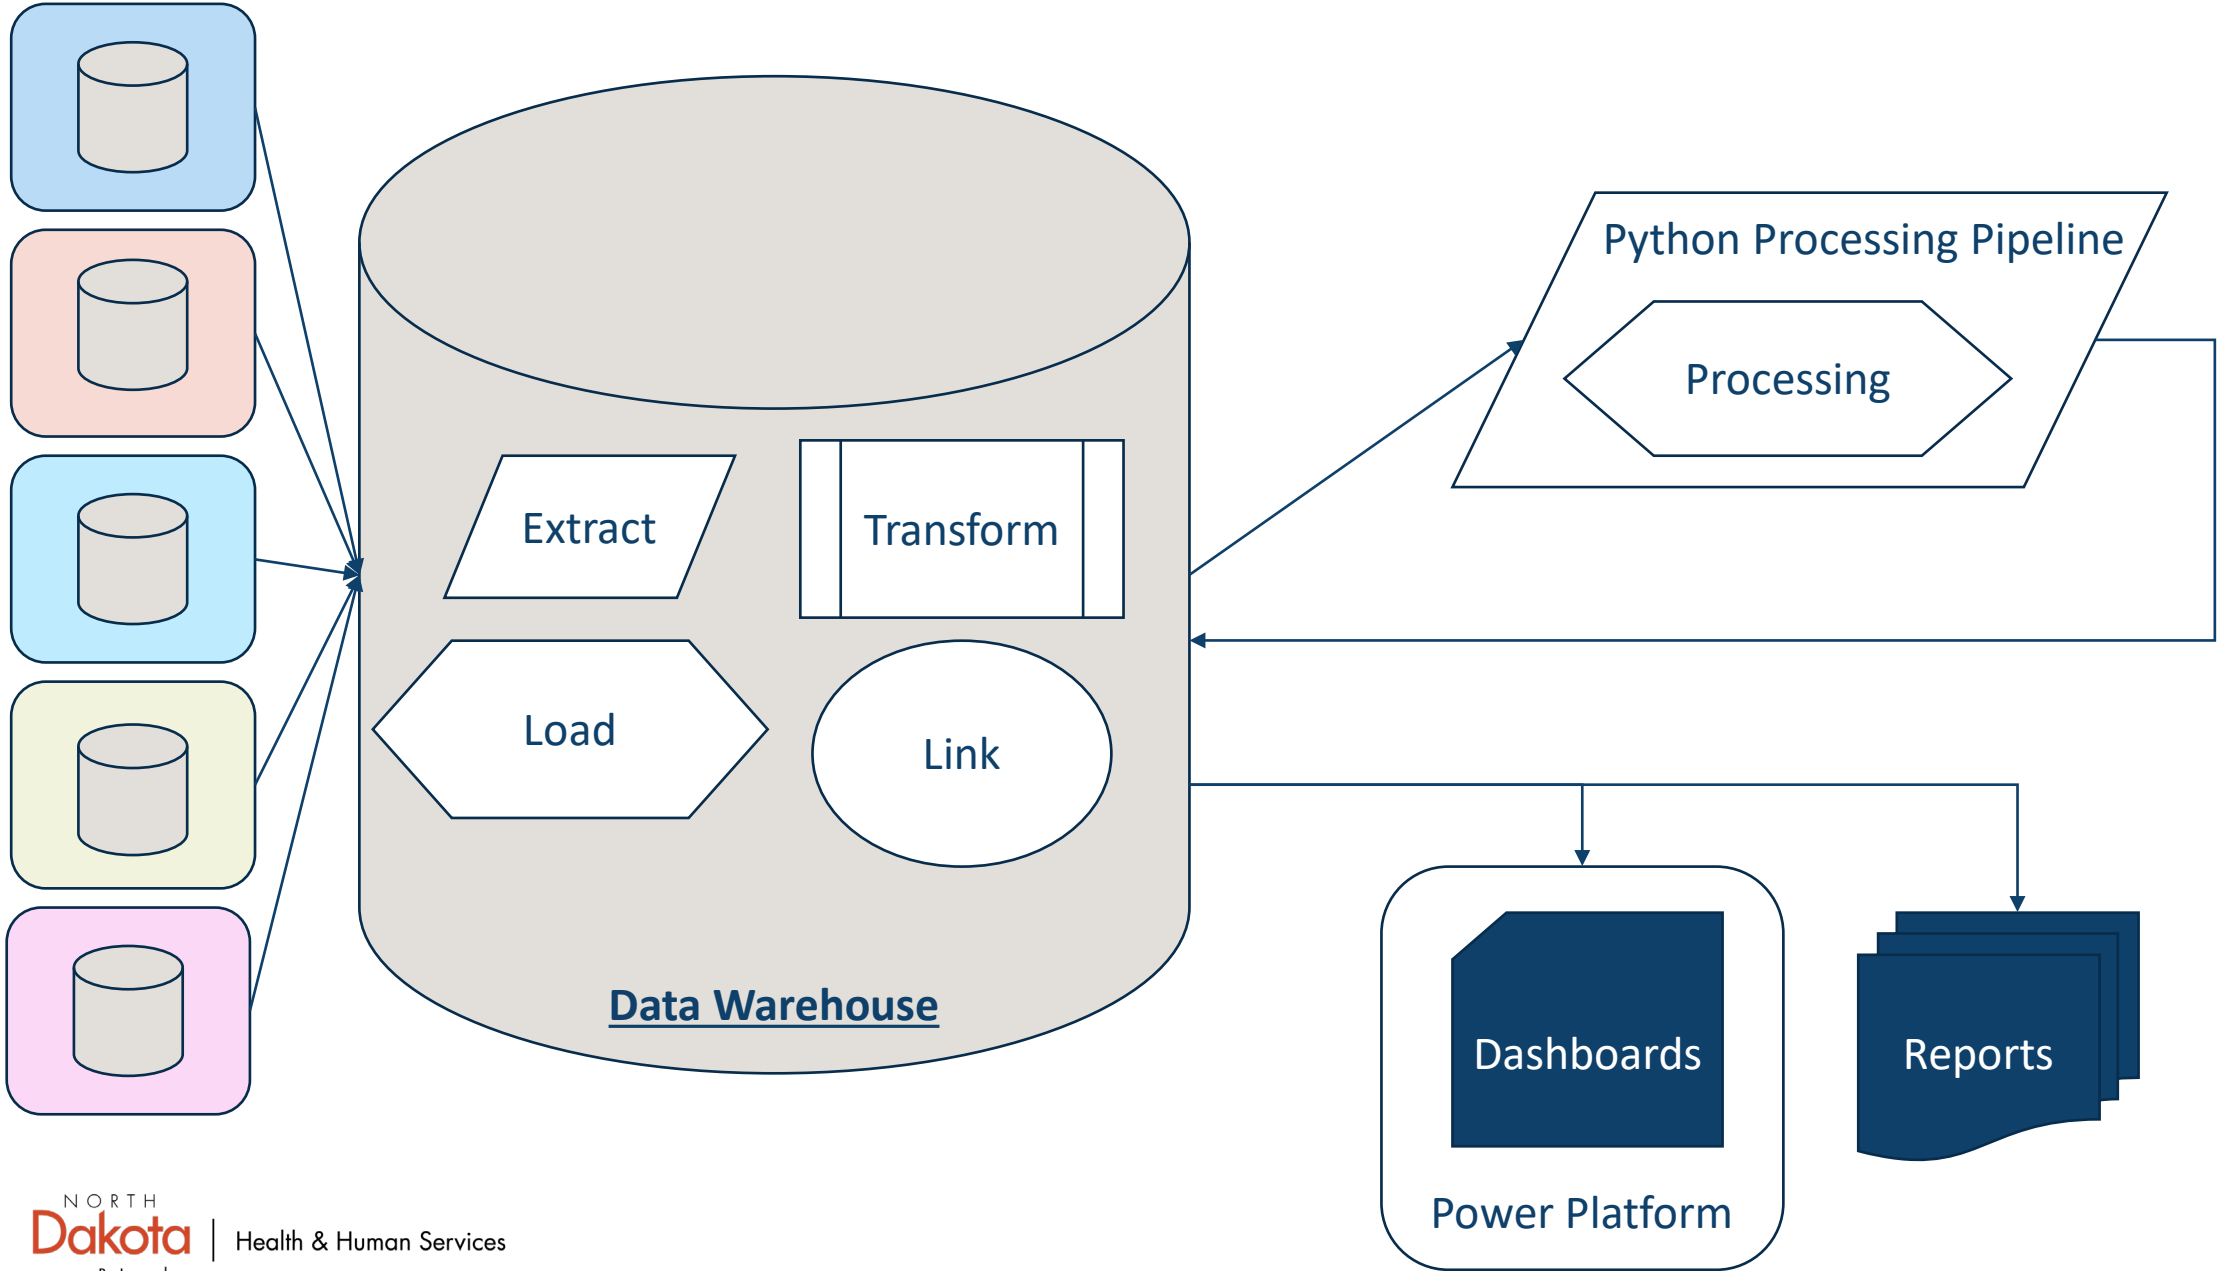 Python Processing Pipeline
Processing
Extract
Transform
Load
Link
Data Warehouse
Dashboards
Reports
Power Platform
NORTH
Dakota
Health & Human Services